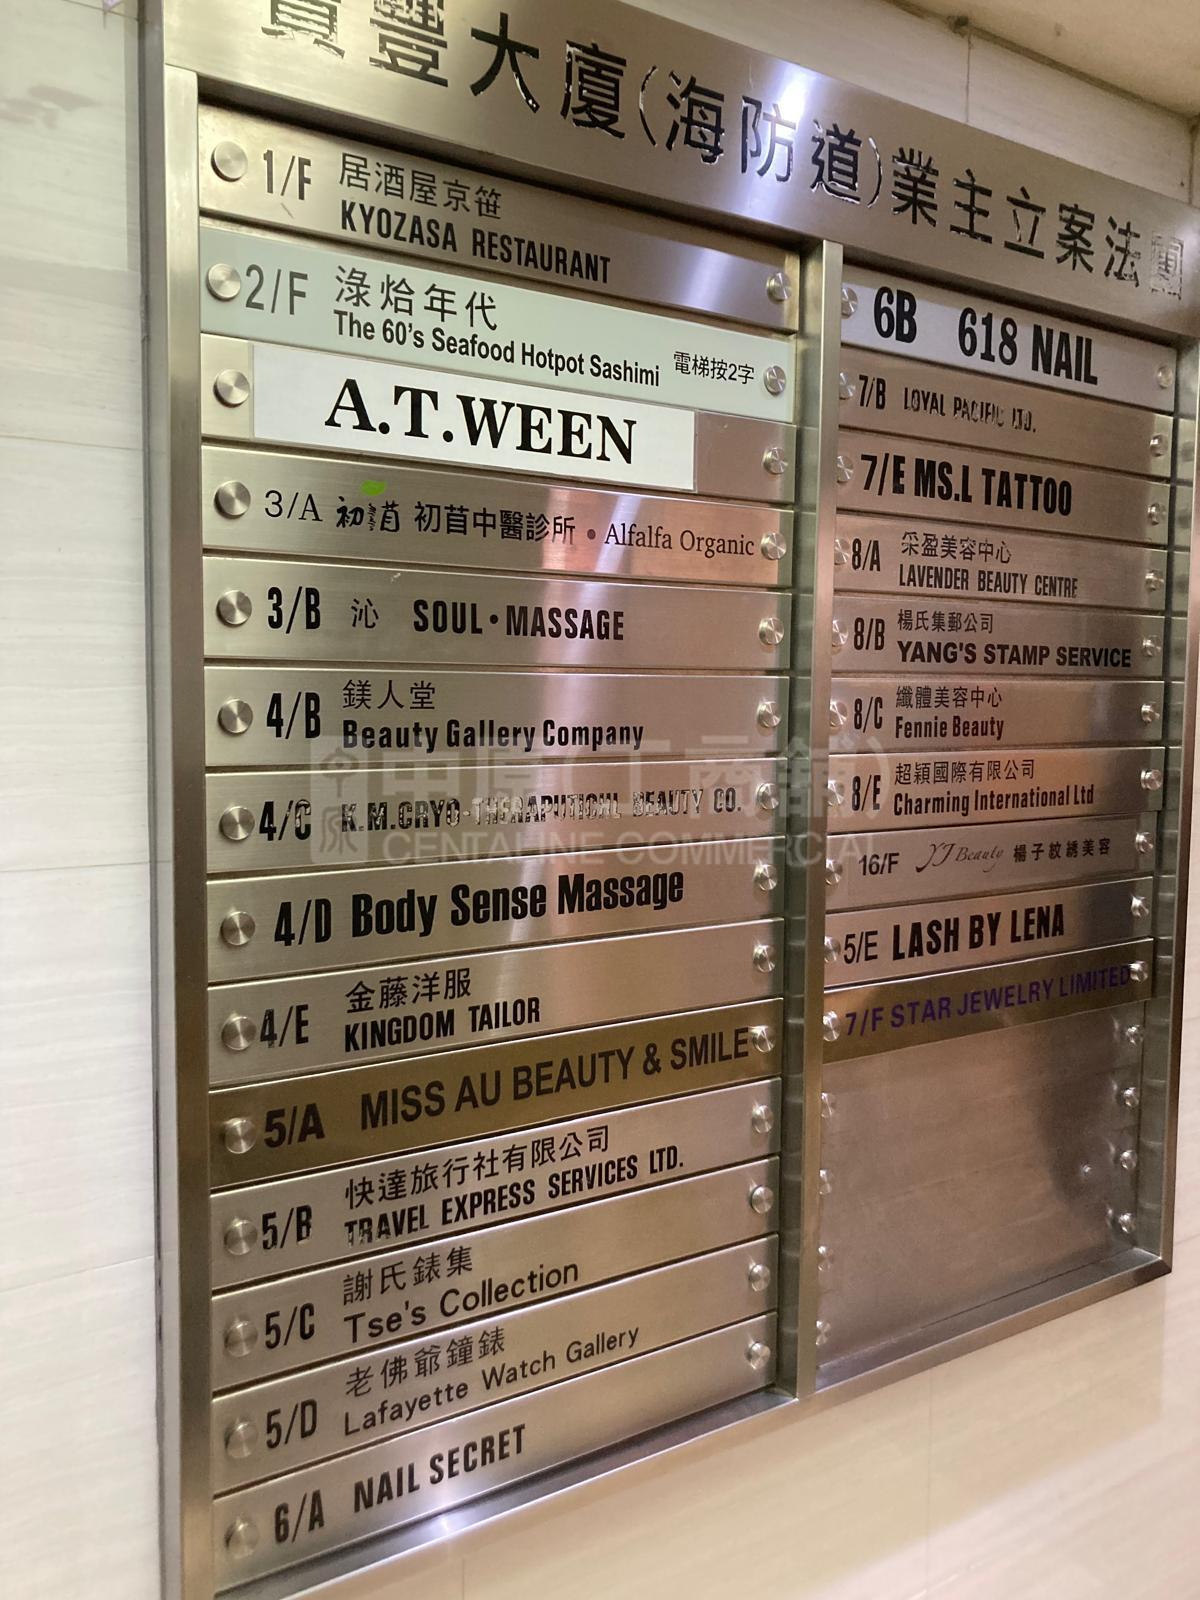 寶豐大廈(海防道)業主立案法團
1/F 居酒屋京笹
KYOZASA RESTAURANT
2/F 淥烚年代
The 60's Seafood Hotpot Sashimi 電梯按2字
A.T.WEEN
3/A 初苜 初苜中醫診所・Alfalfa Organic
3/B 沁 SOUL・MASSAGE
4/B 鎂人堂
Beauty Gallery Company
4/C K.M.CRYO-THERAPUTICAL BEAUTY CO.
4/D Body Sense Massage
4/E 金藤洋服
KINGDOM TAILOR
5/A MISS AU BEAUTY & SMILE
5/B 快達旅行社有限公司
TRAVEL EXPRESS SERVICES LTD.
5/C 謝氏錶集
Tse's Collection
5/D 老佛爺鐘錶
Lafayette Watch Gallery
6/A NAIL SECRET
6B 618 NAIL
7/B LOYAL PACIFIC LTD.
7/E MS.L TATTOO
8/A 采盈美容中心
LAVENDER BEAUTY CENTRE
8/B 楊氏集郵公司
YANG'S STAMP SERVICE
8/C 纖體美容中心
Fennie Beauty
8/E 超穎國際有限公司
Charming International Ltd
16/F YJ Beauty 楊子紋綉美容
5/E LASH BY LENA
7/F STAR JEWELRY LIMITED
中原(工商舖)
CENTALINE COMMERCIAL